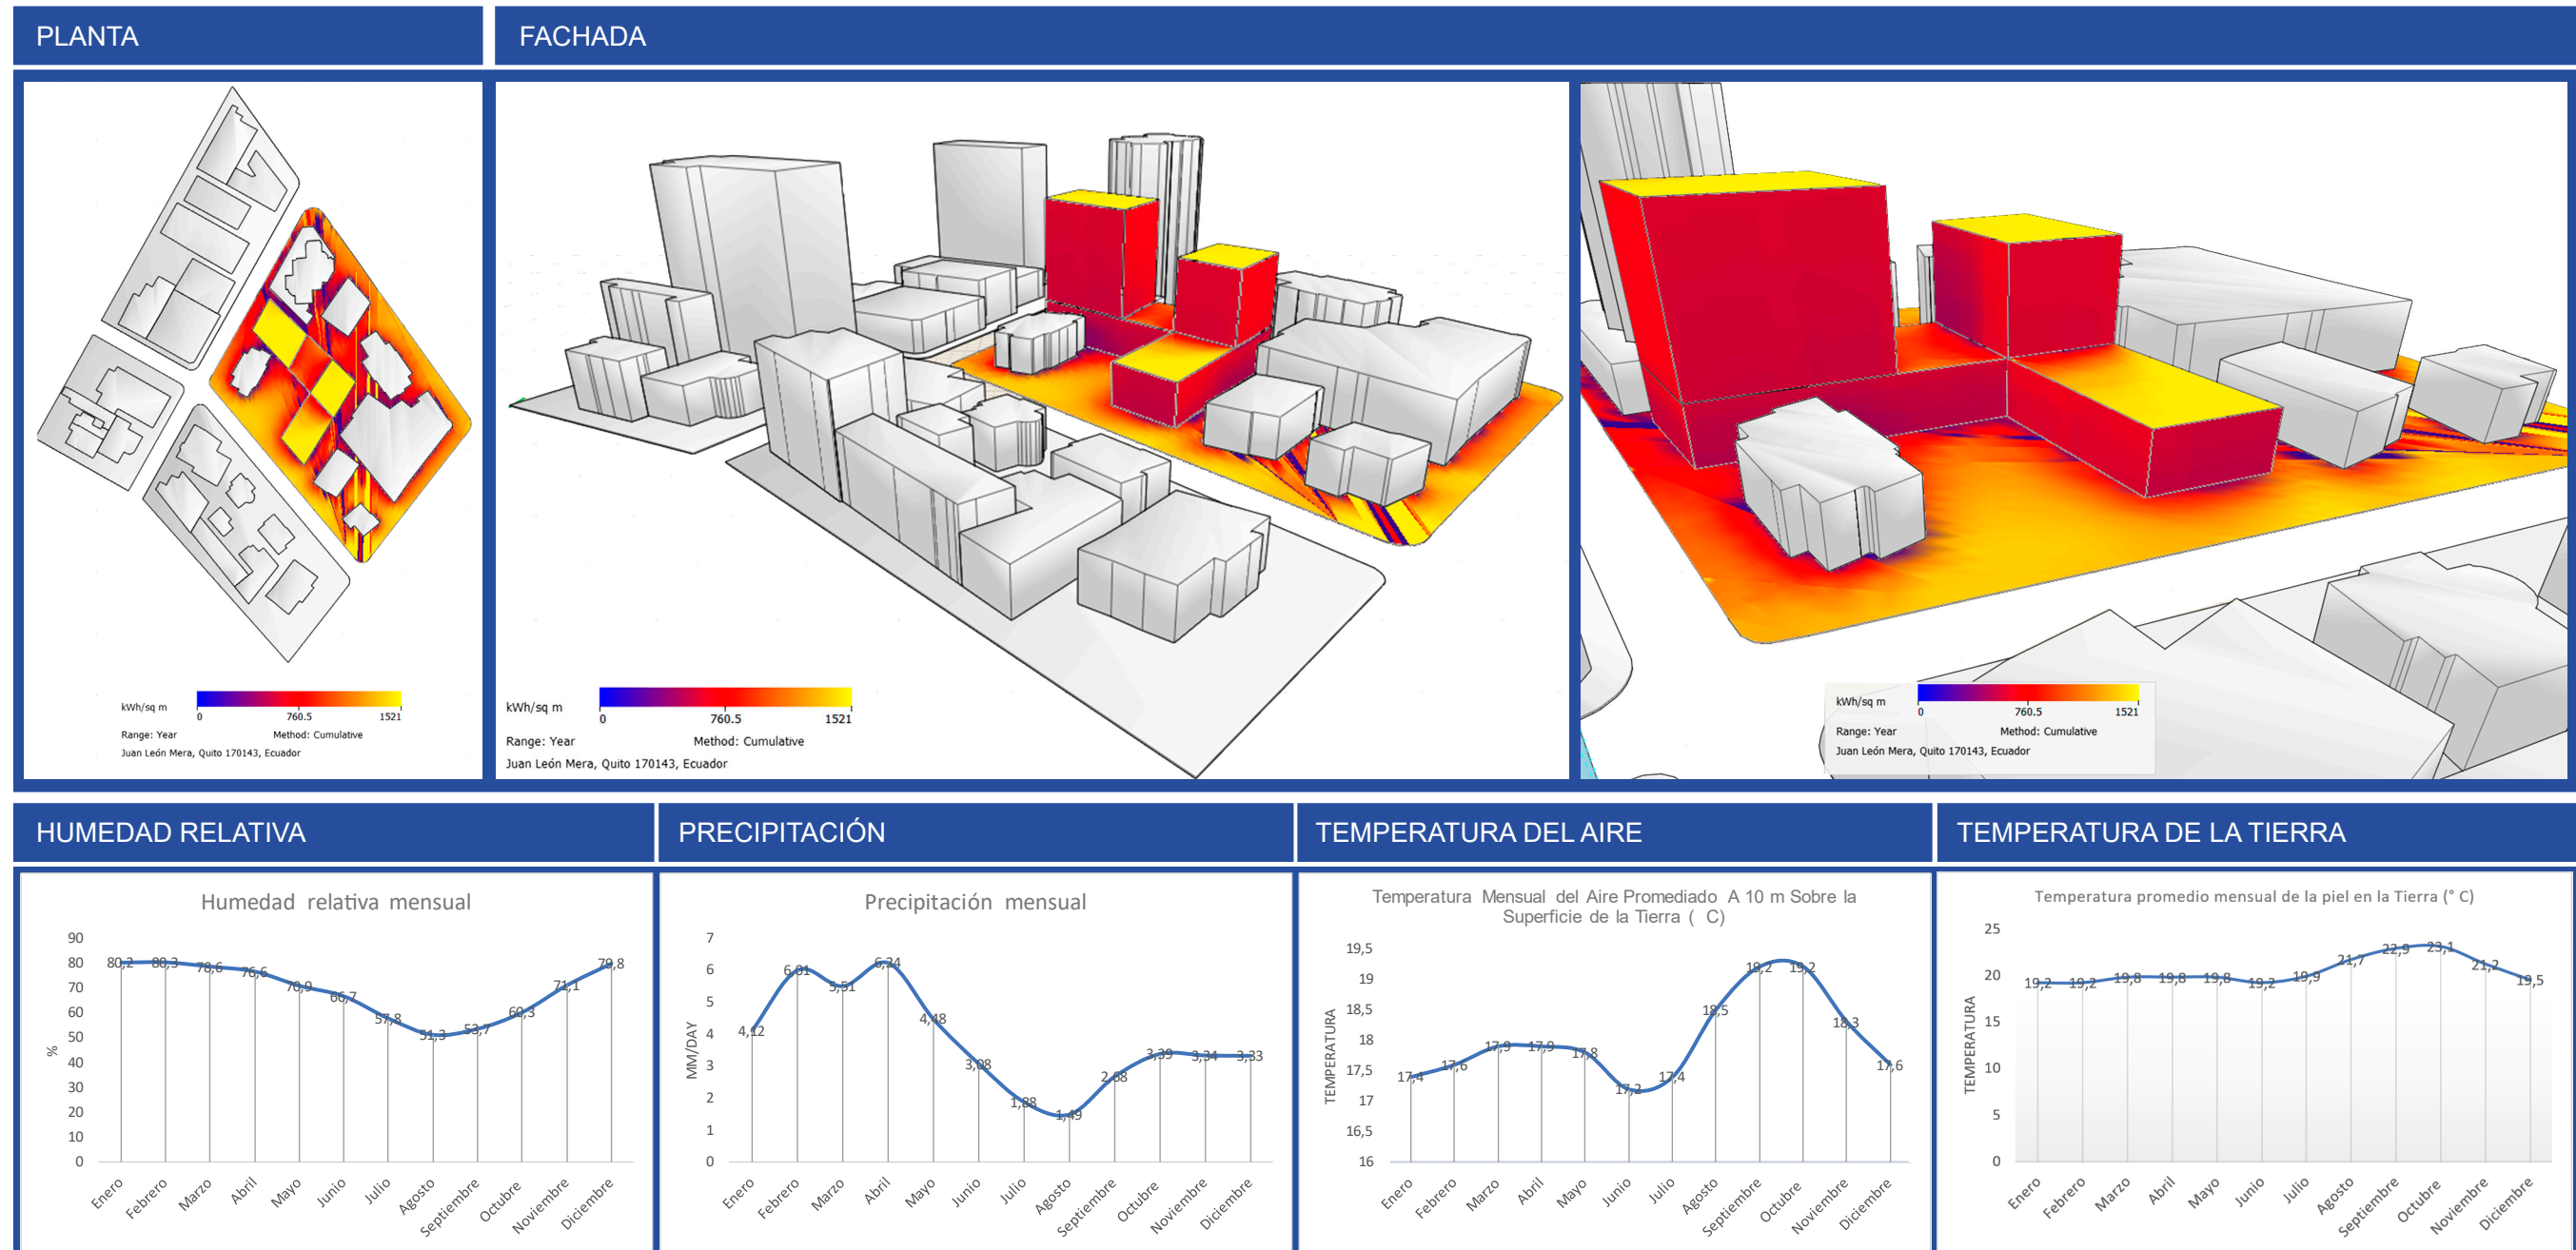 PLANTA
FACHADA
kWh/sq m
0
760.5
1521
Range: Year
Method: Cumulative
Juan León Mera, Quito 170143, Ecuador
kWh/sq m
0
760.5
1521
Range: Year
Method: Cumulative
Juan León Mera, Quito 170143, Ecuador
kWh/sq m
0
760.5
1521
Range: Year
Method: Cumulative
Juan León Mera, Quito 170143, Ecuador
HUMEDAD RELATIVA
Humedad relativa mensual
90
80
70
60
50
40
30
20
10
0
%
80,2
80,3
78,6
76,6
70,9
66,7
57,8
51,3
53,7
60,3
71,1
79,8
Enero
Febrero
Marzo
Abril
Mayo
Junio
Julio
Agosto
Septiembre
Octubre
Noviembre
Diciembre
PRECIPITACIÓN
Precipitación mensual
7
6
5
4
3
2
1
0
MM/DAY
4,12
6,01
5,51
6,24
4,48
3,08
1,88
1,49
2,68
3,39
3,34
3,33
Enero
Febrero
Marzo
Abril
Mayo
Junio
Julio
Agosto
Septiembre
Octubre
Noviembre
Diciembre
TEMPERATURA DEL AIRE
Temperatura Mensual del Aire Promediado A 10 m Sobre la
Superficie de la Tierra ( C)
19,5
19
18,5
18
17,5
17
16,5
16
TEMPERATURA
17,4
17,6
17,9
17,9
17,8
17,2
17,4
18,5
19,2
19,2
18,3
17,6
Enero
Febrero
Marzo
Abril
Mayo
Junio
Julio
Agosto
Septiembre
Octubre
Noviembre
Diciembre
TEMPERATURA DE LA TIERRA
Temperatura promedio mensual de la piel en la Tierra (° C)
25
20
15
10
5
0
TEMPERATURA
19,2
19,2
19,8
19,8
19,8
19,2
19,9
21,7
22,9
23,1
21,2
19,5
Enero
Febrero
Marzo
Abril
Mayo
Junio
Julio
Agosto
Septiembre
Octubre
Noviembre
Diciembre